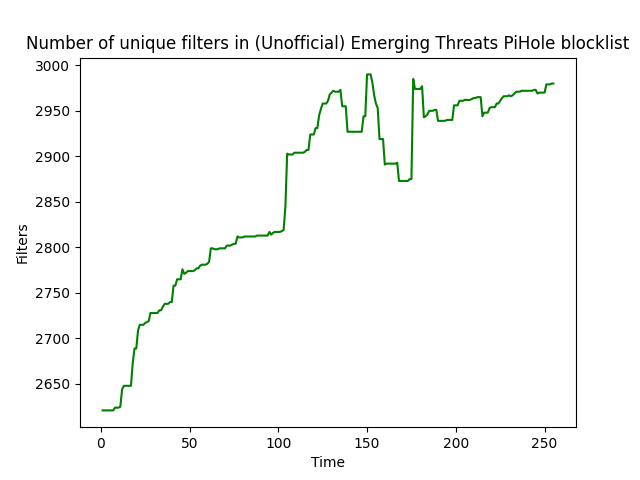 Number of unique filters in (Unofficial) Emerging Threats PiHole blocklist
3000
2950
2900
2850
2800
2750
2700
2650
Filters
0 50 100 150 200 250
Time